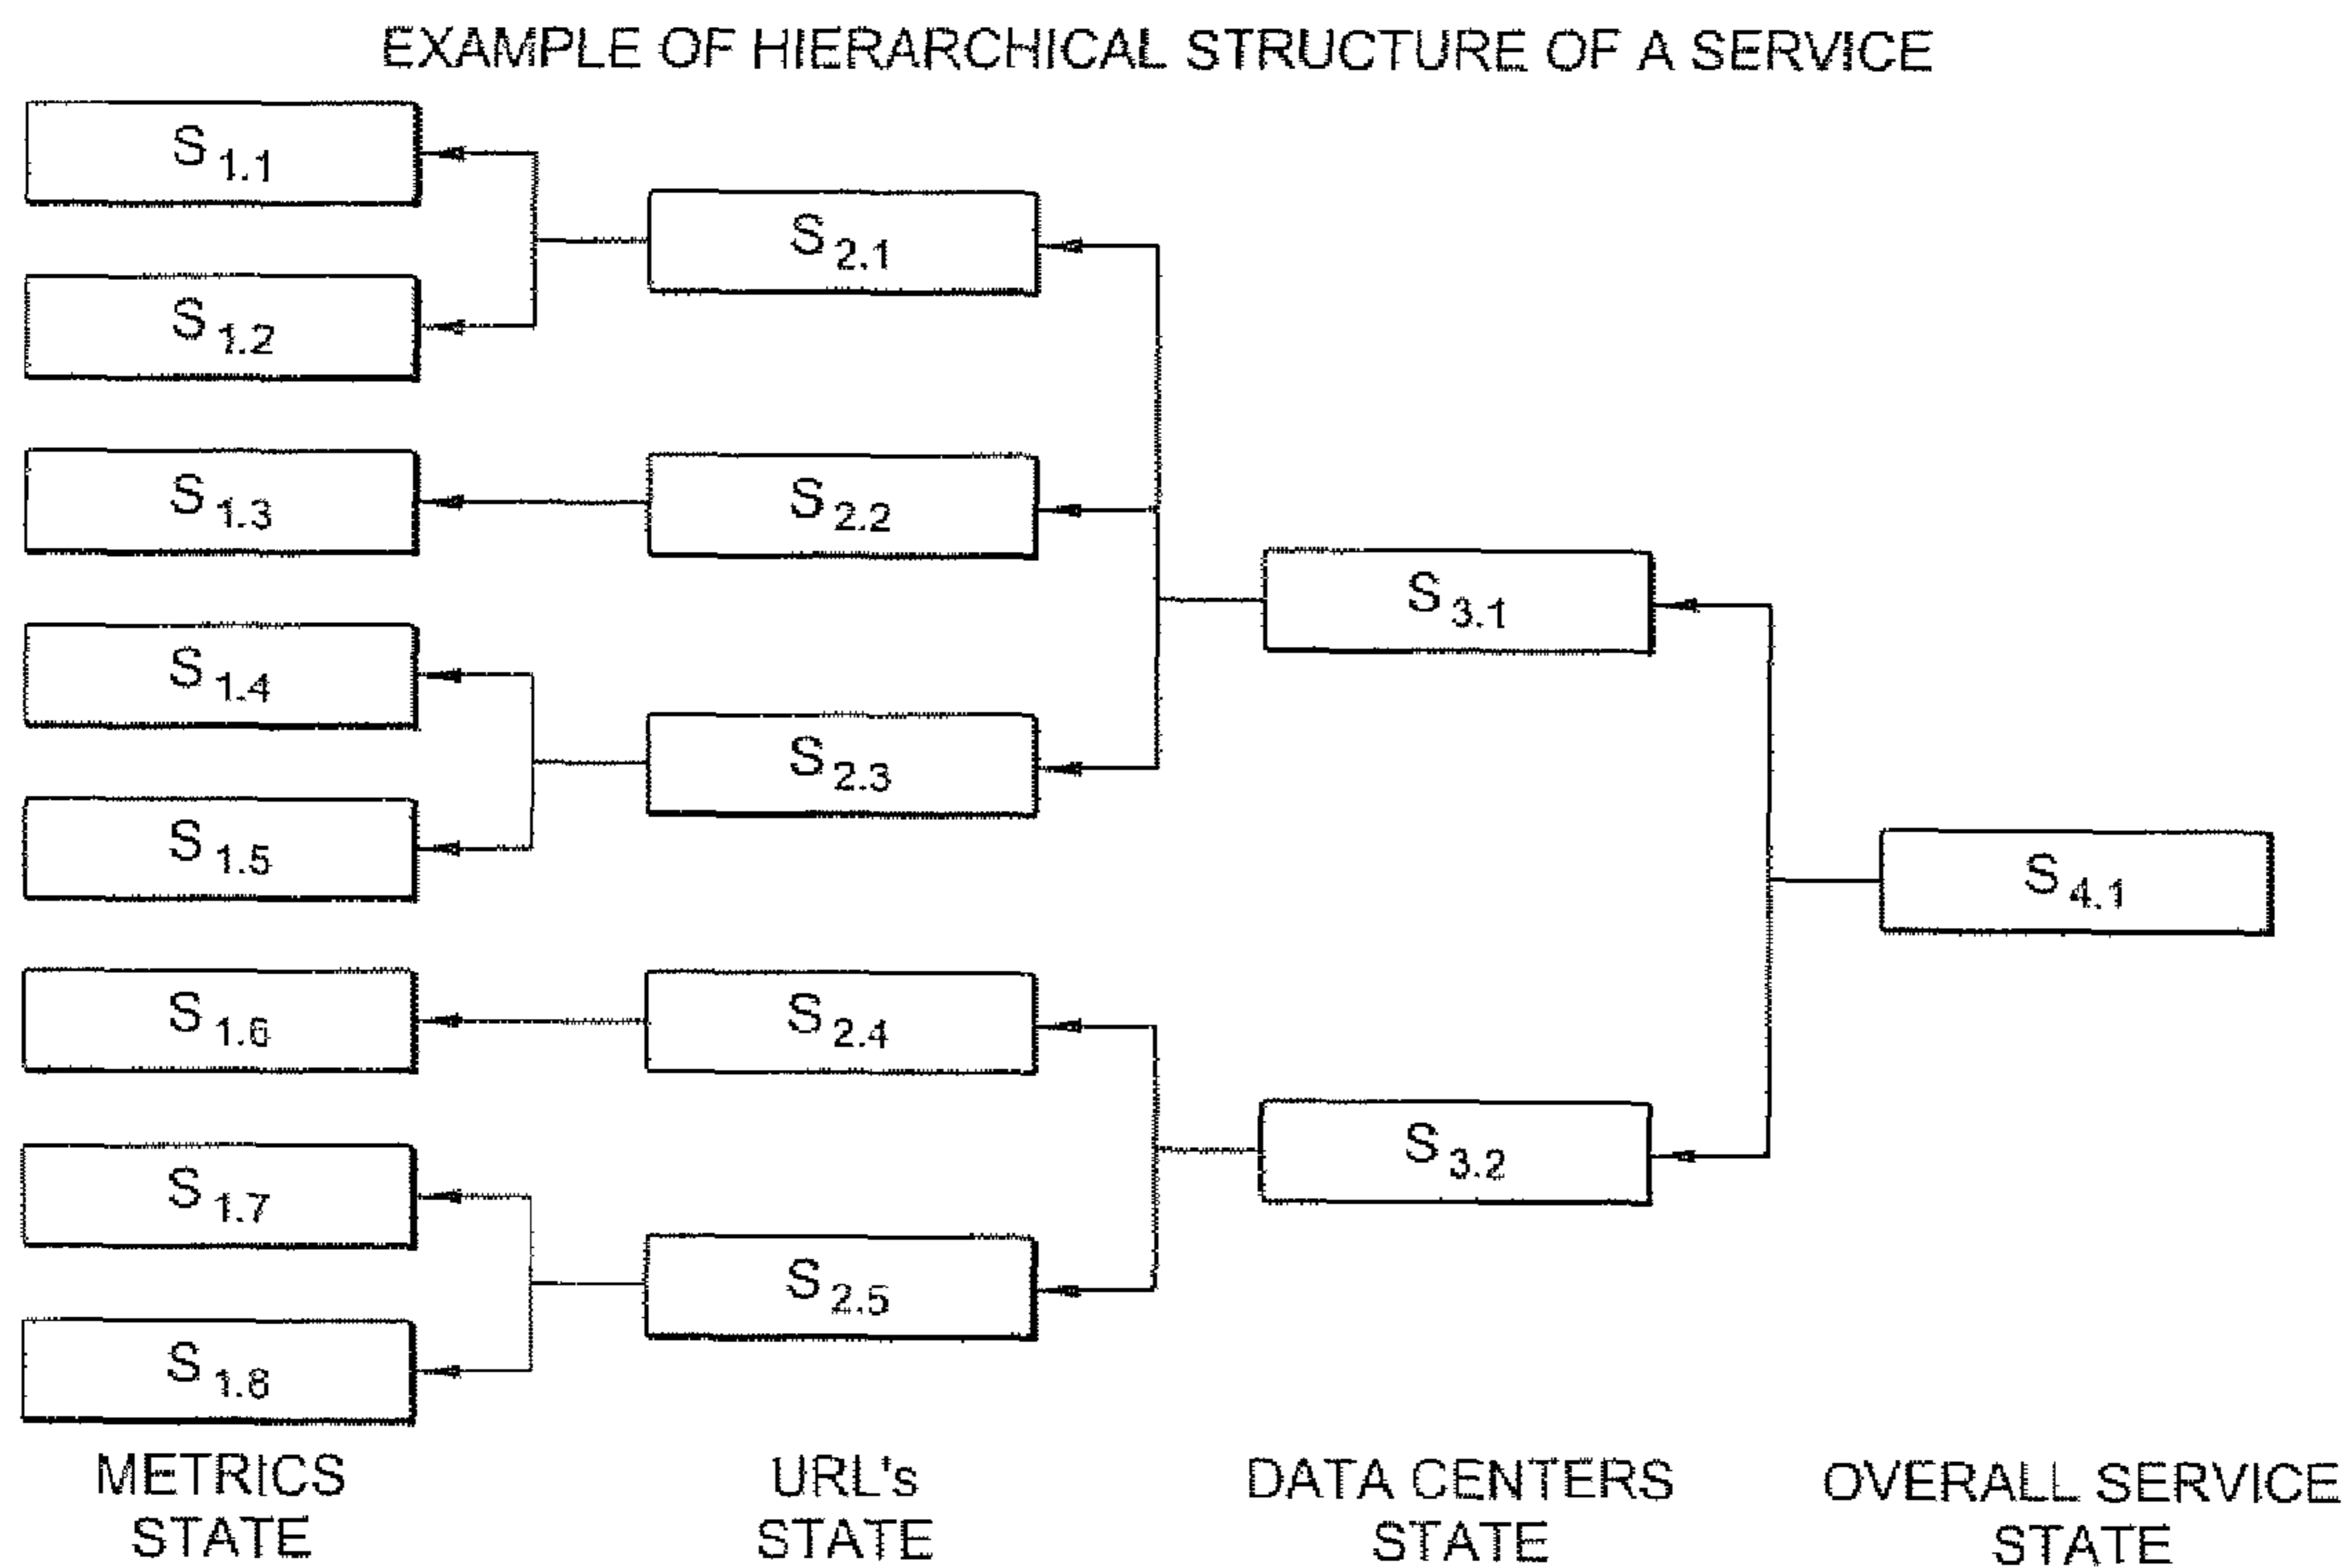 EXAMPLE OF HIERARCHICAL STRUCTURE OF A SERVICE
S 1.1
S 1.2
S 1.3
S 1.4
S 1.5
S 1.6
S 1.7
S 1.8
S 2.1
S 2.2
S 2.3
S 2.4
S 2.5
S 3.1
S 3.2
S 4.1
METRICS
STATE
URL's
STATE
DATA CENTERS
STATE
OVERALL SERVICE
STATE